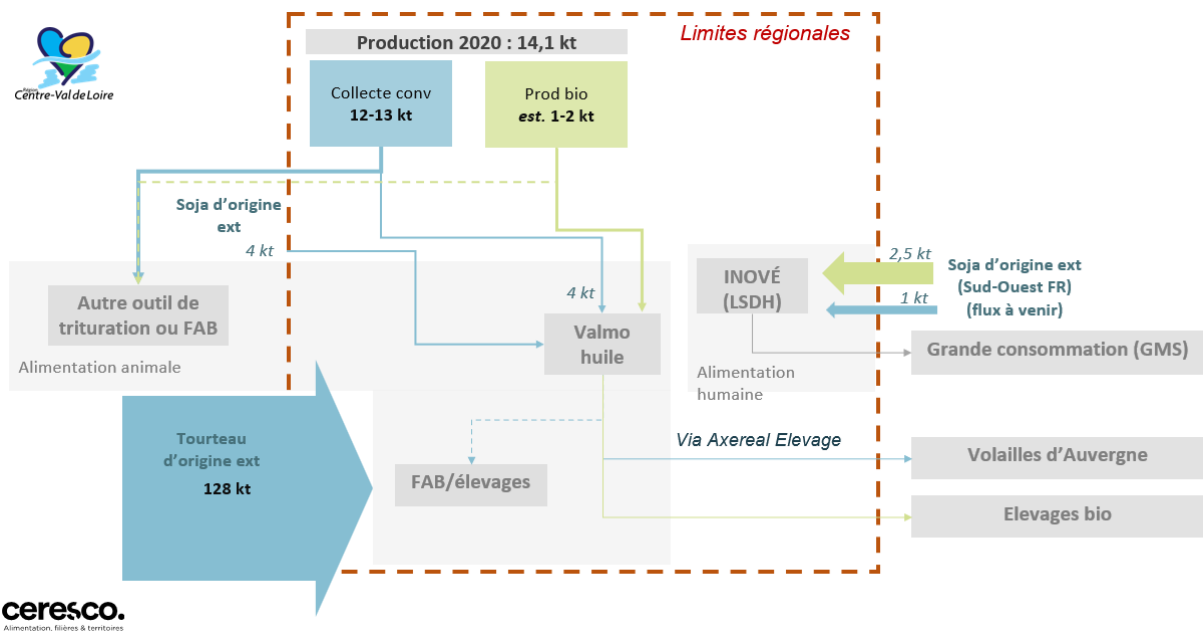 Limites régionales
Production 2020 : 14,1 kt
Région
Centre-Val de Loire
Collecte conv
12-13 kt
Prod bio
est. 1-2 kt
Soja d'origine
ext
4 kt
2,5 kt
1 kt
Soja d'origine ext
(Sud-Ouest FR)
(flux à venir)
INOVÉ
(LSDH)
Autre outil de
trituration ou FAB
4 kt
Valmo
huile
Grande consommation (GMS)
Alimentation animale
Alimentation
humaine
Tourteau
d'origine ext
128 kt
Via Axereal Elevage
Volailles d'Auvergne
FAB/élevages
Elevages bio
ceresco.
Alimentation, filières & territoires